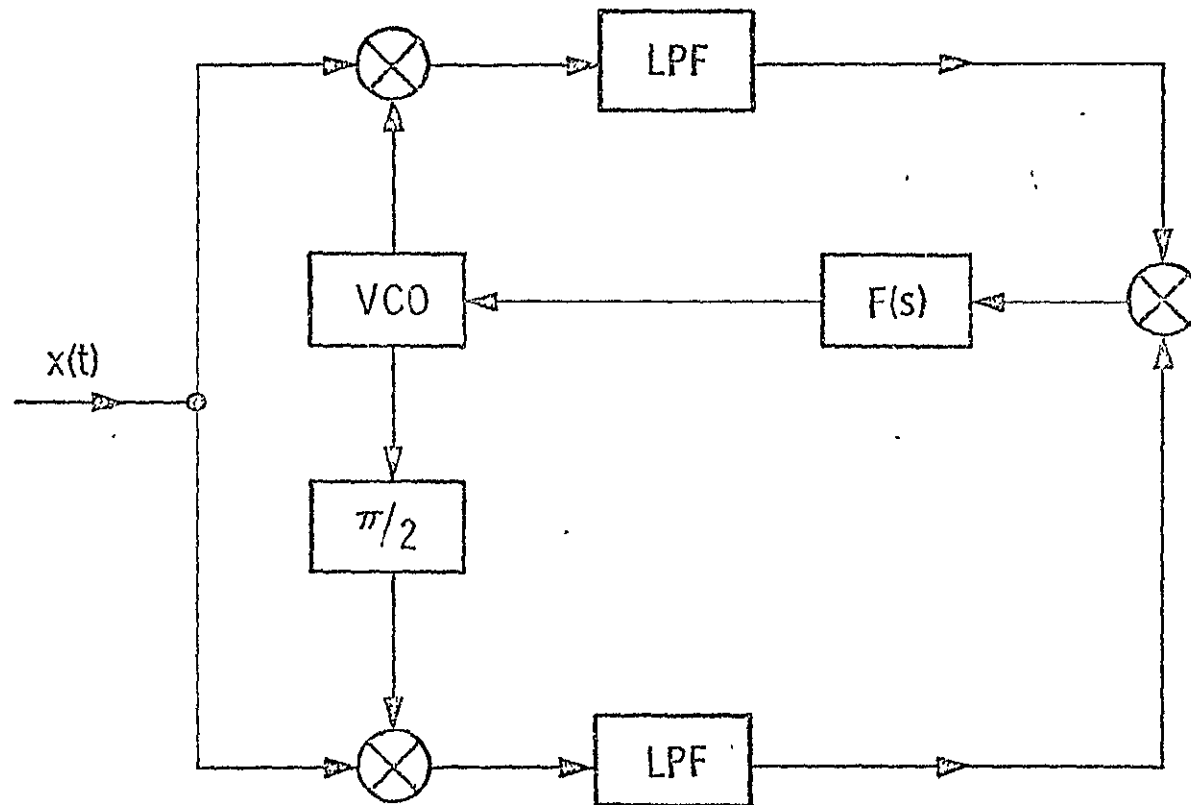 LPF
VCO
F(s)
x(t)
π/2
LPF